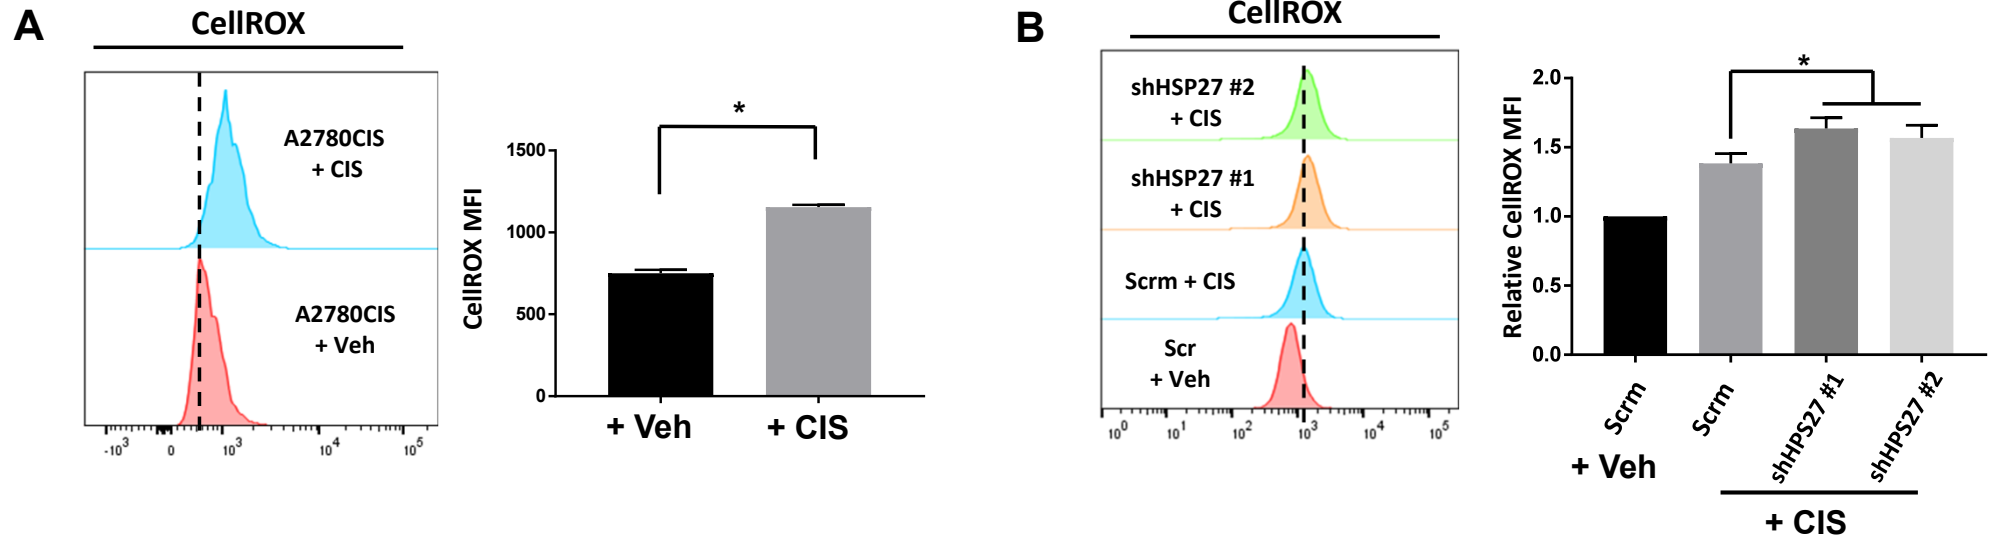 A
CellROX
A2780CIS
+ CIS
A2780CIS
+ Veh
-10³ 0 10³ 10⁴ 10⁵
*
CellROX MFI
1500
1000
500
0
+ Veh + CIS
B
CellROX
shHSP27 #2
+ CIS
shHSP27 #1
+ CIS
Scrm + CIS
Scr
+ Veh
10⁰ 10¹ 10² 10³ 10⁴ 10⁵
*
Relative CellROX MFI
2.0
1.5
1.0
0.5
0.0
Scrm Scrm shHPS27 #1 shHPS27 #2
+ Veh
+ CIS